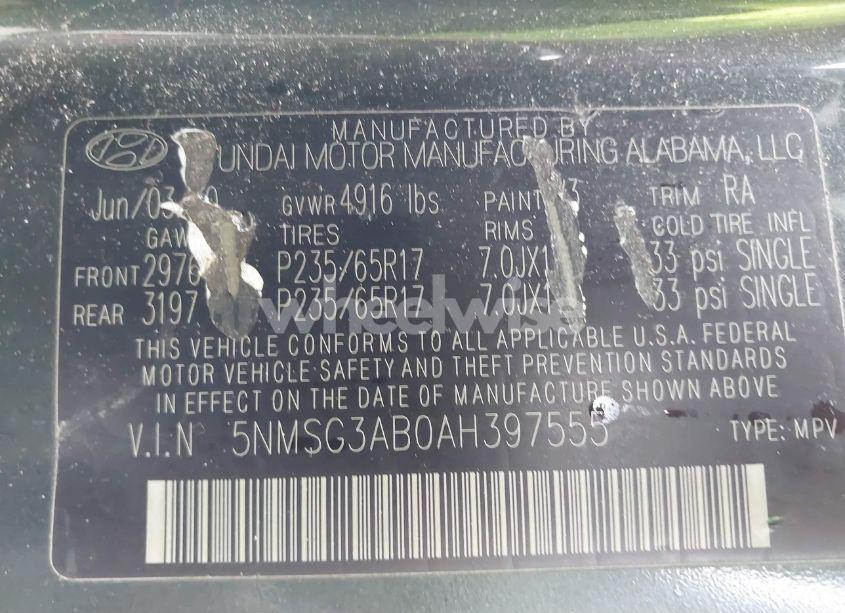 MANUFACTURED BY
UNDAI MOTOR MANUFACTURING ALABAMA, LLC
Jun/03 GVWR 4916 lbs PAINT 3 TRIM RA
GAW TIRES RIMS COLD TIRE INFL
FRONT 2976 P235/65R17 7.0JX1 33 psi SINGLE
REAR 3197 P235/65R17 7.0JX1 33 psi SINGLE
wheelwise
THIS VEHICLE CONFORMS TO ALL APPLICABLE U.S.A. FEDERAL
MOTOR VEHICLE SAFETY AND THEFT PREVENTION STANDARDS
IN EFFECT ON THE DATE OF MANUFACTURE SHOWN ABOVE
V.I.N 5NMSG3AB0AH397555 TYPE: MPV